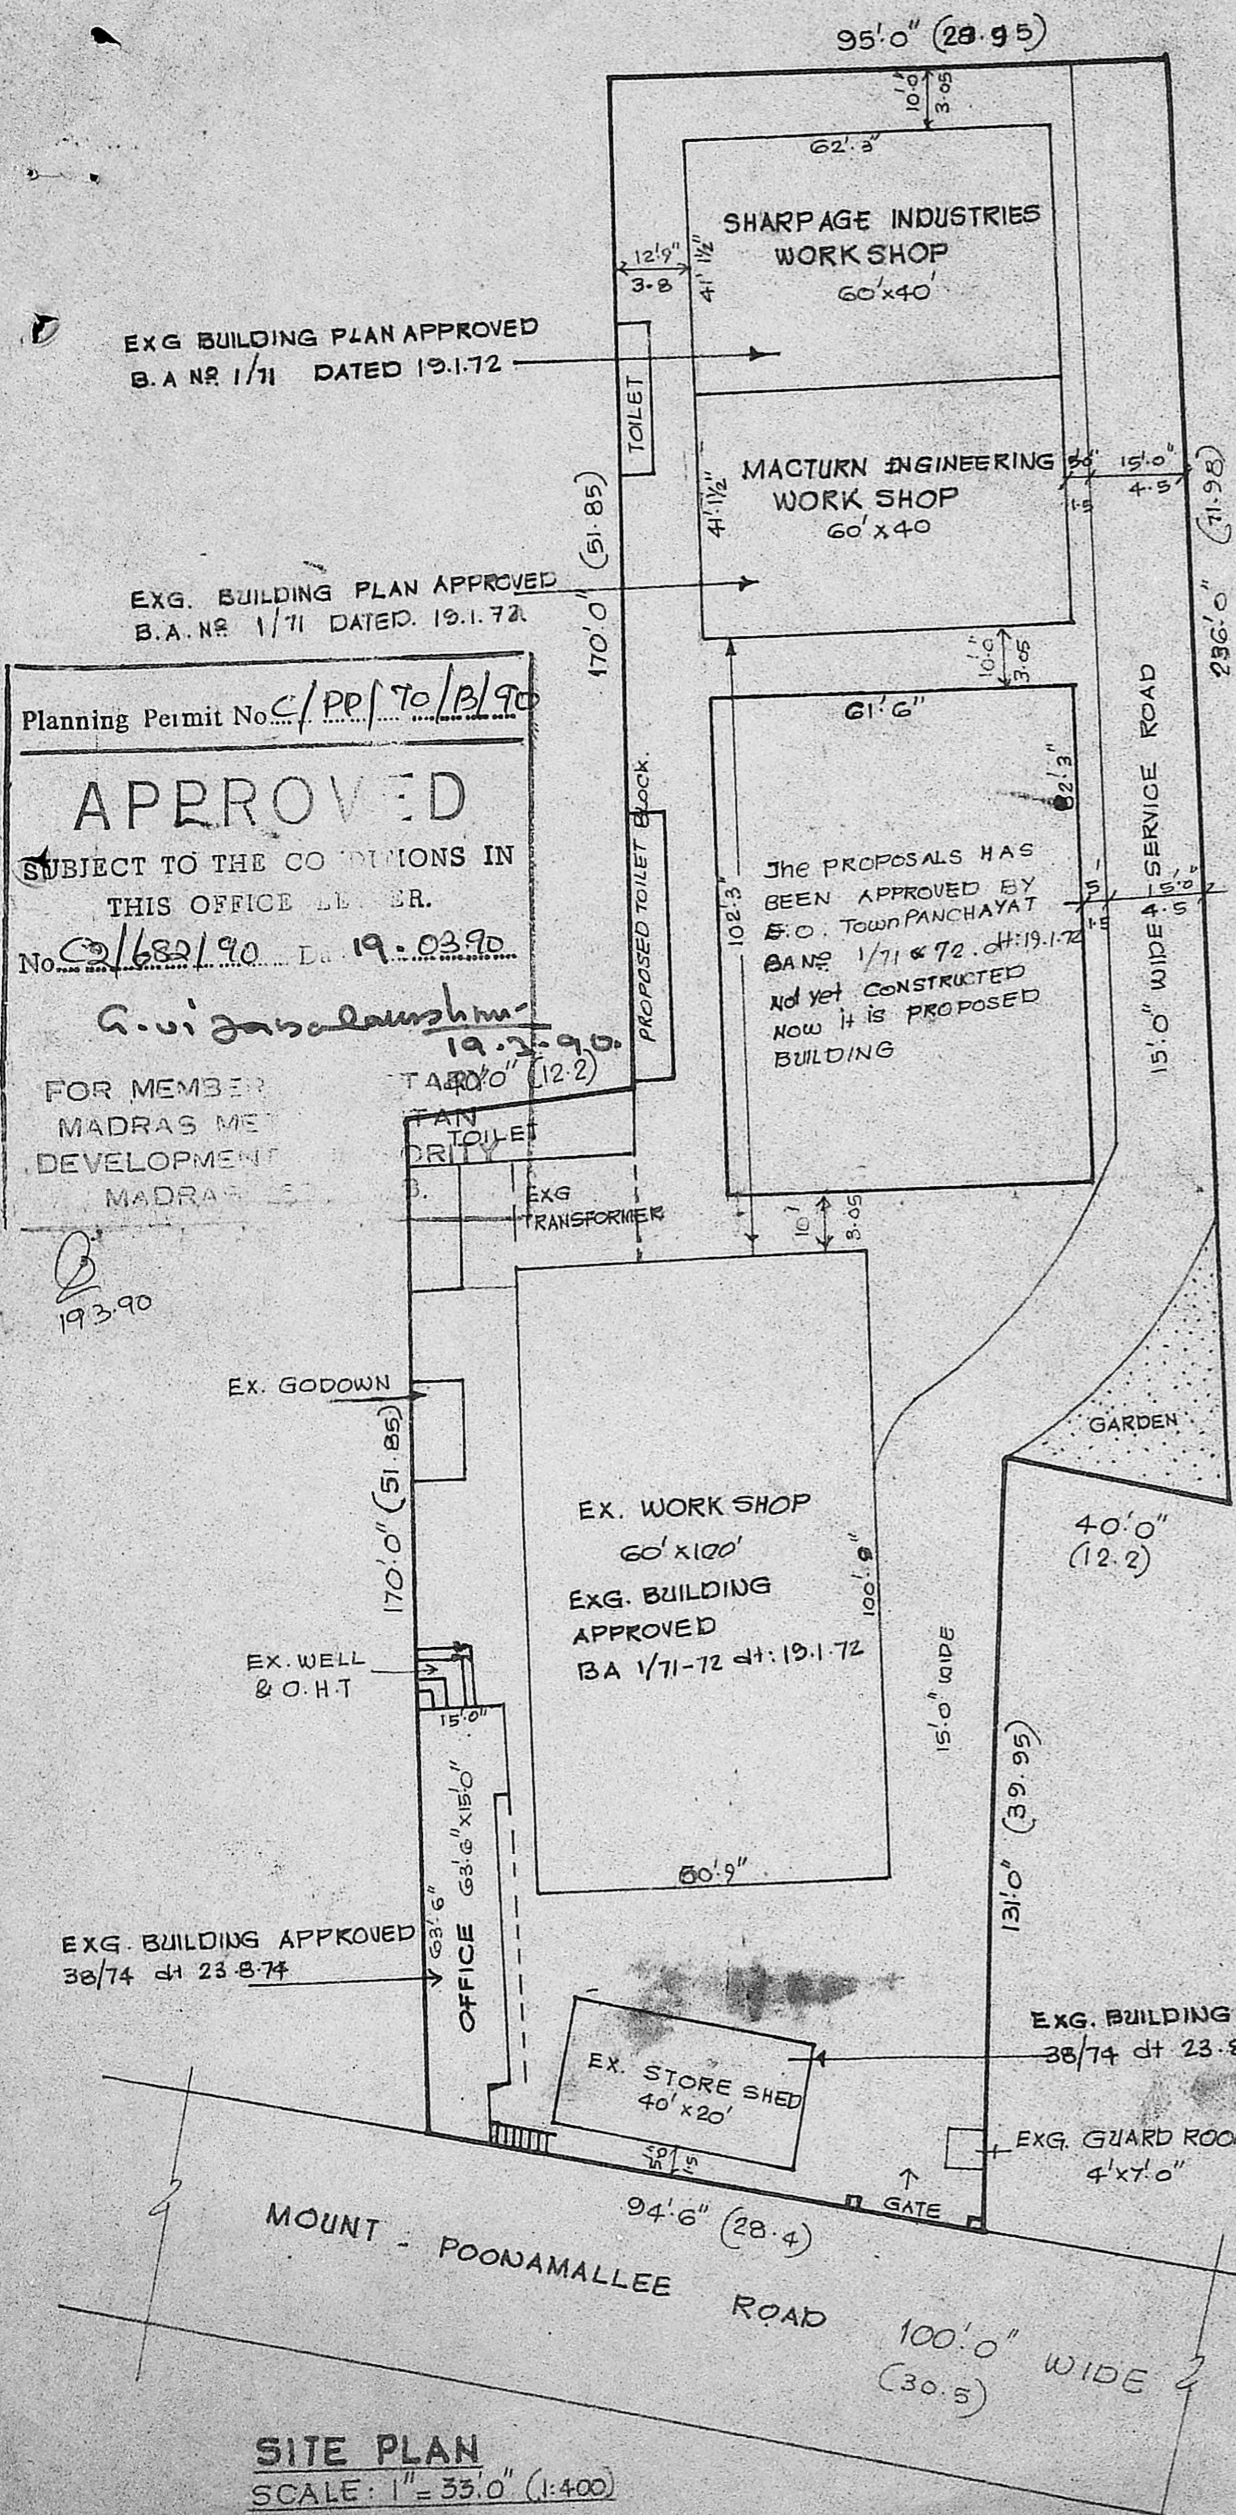 95'.0" (28.95)
10'.0"
3.05
62'.3"
SHARPAGE INDUSTRIES
WORK SHOP
60'x40'
12'9"
3.8
41' 1½"
EXG BUILDING PLAN APPROVED
B.A Nº 1/71 DATED 19.1.72
TOILET
MACTURN ENGINEERING
WORK SHOP
60'x40
41'.1½"
1.5
15'.0"
4.5
236'.0" (71.98)
170'.0" (51.85)
EXG. BUILDING PLAN APPROVED
B.A. Nº 1/71 DATED. 19.1.72
10'.0"
3.05
61'.6"
82'.3"
102'.3"
The PROPOSALS HAS
BEEN APPROVED BY
E.O. Town PANCHAYAT
BA Nº 1/71 & 72. dt:19.1.72
Not yet CONSTRUCTED
NOW it is PROPOSED
BUILDING
5'
1.5
15'.0"
4.5
15'.0" WIDE SERVICE ROAD
PROPOSED TOILET Block.
Planning Permit No C/PP/70/B/90
APPROVED
SUBJECT TO THE CONDITIONS IN
THIS OFFICE LETTER.
No C2/682/90 Da 19.03.90
19.3.90.
FOR MEMBER
MADRAS
DEVELOPMENT
MADRAS
19.3.90
40'0" (12.2)
TOILET
EXG
TRANSFORMER
10'
3.05
EX. GODOWN
170'.0" (51.85)
GARDEN
40'.0"
(12.2)
EX. WORK SHOP
60'x100'
EXG. BUILDING
APPROVED
BA 1/71-72 dt: 19.1.72
100'.9"
15'.0" WIDE
EX. WELL
& O.H.T
15'.0"
OFFICE 63'.6"x15'.0"
63'.6"
60'.9"
131'.0" (39.95)
EXG. BUILDING APPROVED
38/74 dt 23.8.74
EXG. BUILDING
38/74 dt 23.8
EX. STORE SHED
40'x20'
5'.0"
1.5
EXG. GUARD ROO
4'x7'.0"
GATE
94'.6" (28.4)
MOUNT - POONAMALLEE ROAD 100'.0" WIDE
(30.5)
SITE PLAN
SCALE: 1"=33'.0" (1:400)